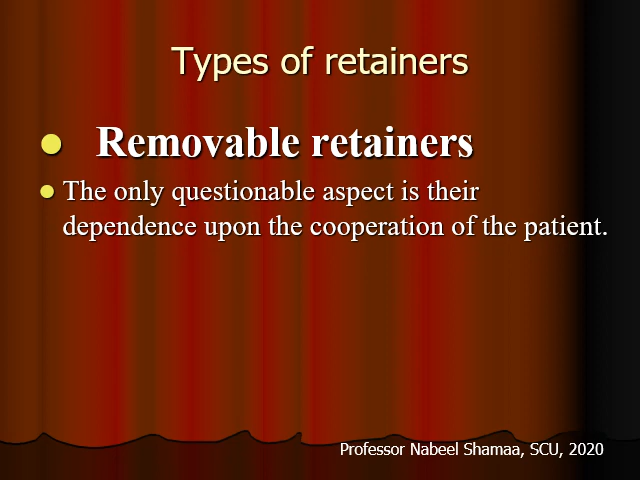 Types of retainers
Removable retainers
The only questionable aspect is their
dependence upon the cooperation of the patient.
Professor Nabeel Shamaa, SCU, 2020